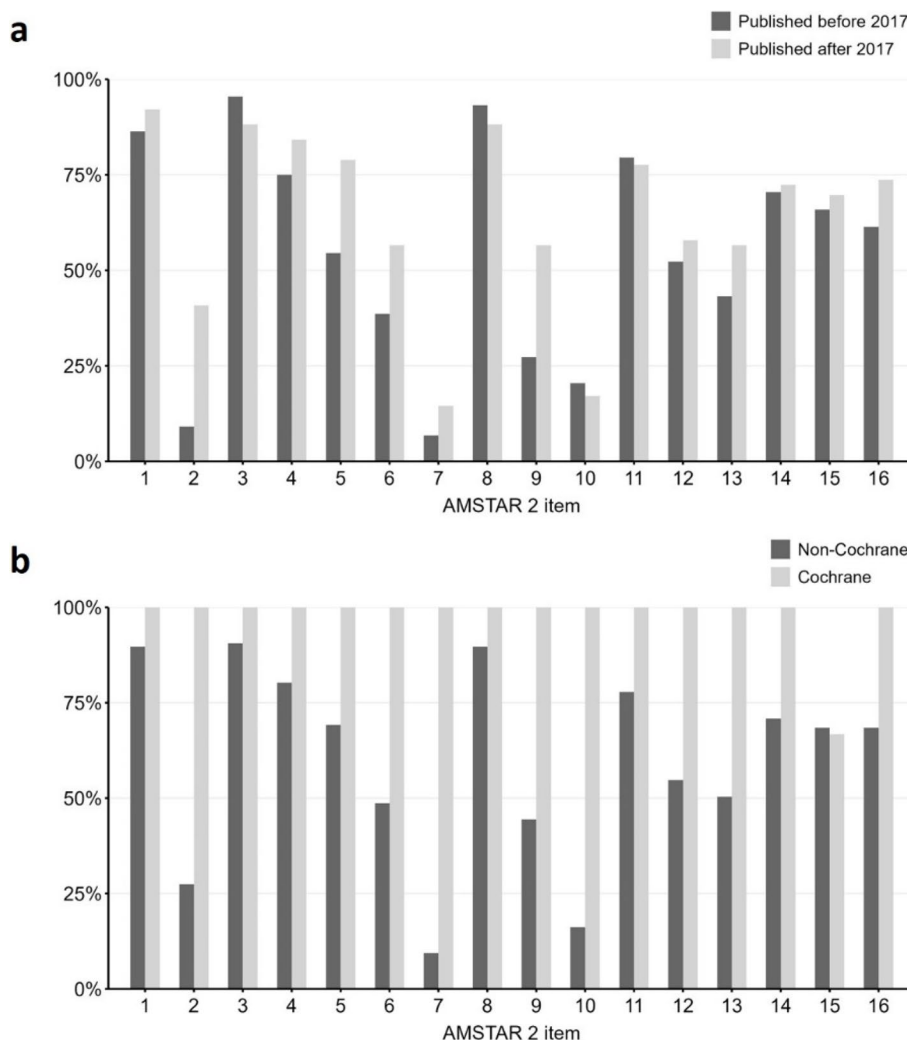 a
Published before 2017
Published after 2017
100%
75%
50%
25%
0%
1 2 3 4 5 6 7 8 9 10 11 12 13 14 15 16
AMSTAR 2 item
b
Non-Cochrane
Cochrane
100%
75%
50%
25%
0%
1 2 3 4 5 6 7 8 9 10 11 12 13 14 15 16
AMSTAR 2 item